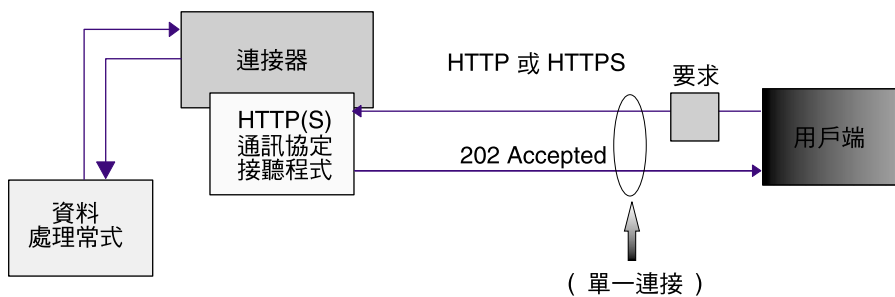 連接器
HTTP 或 HTTPS
要求
HTTP(S)
通訊協定
接聽程式
用戶端
202 Accepted
資料
處理常式
( 單一連接 )